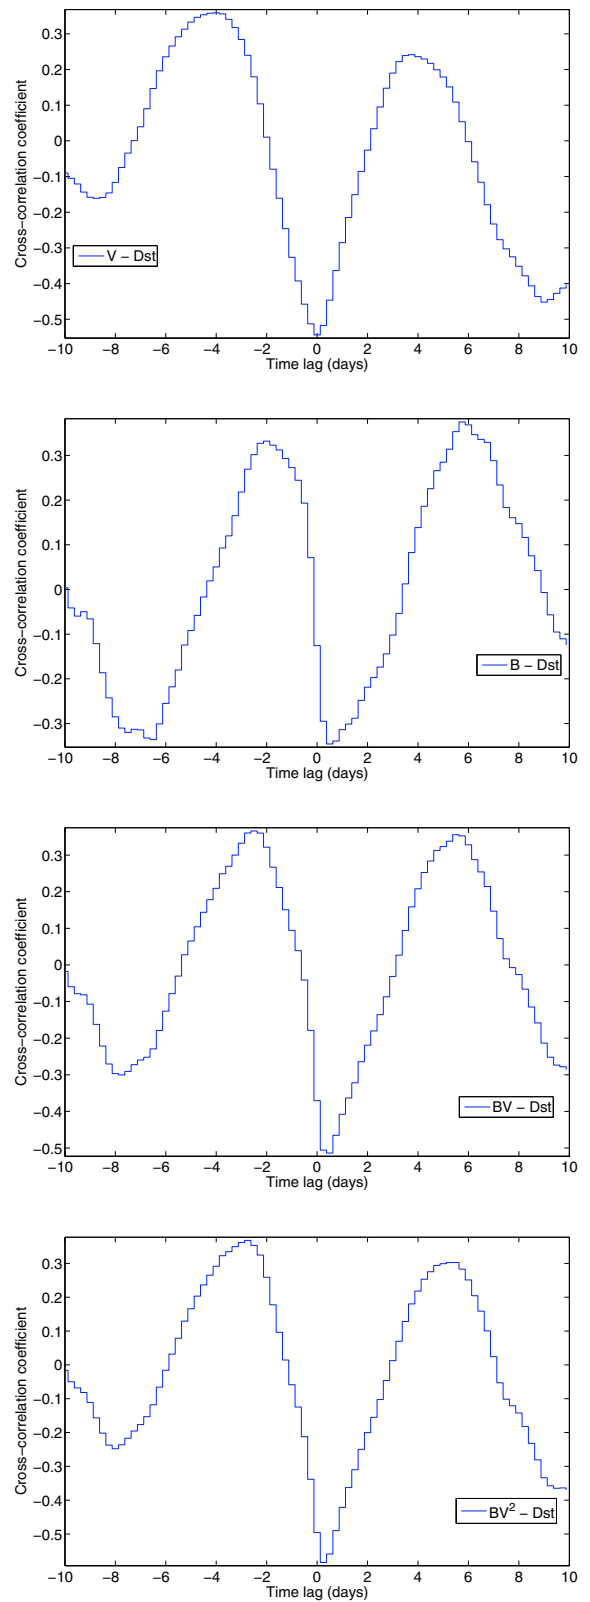 0.3
0.2
0.1
0
−0.1
−0.2
−0.3
−0.4
−0.5
Cross−correlation coefficient
V − Dst
−10 −8 −6 −4 −2 0 2 4 6 8 10
Time lag (days)
0.3
0.2
0.1
0
−0.1
−0.2
−0.3
Cross−correlation coefficient
B − Dst
−10 −8 −6 −4 −2 0 2 4 6 8 10
Time lag (days)
0.3
0.2
0.1
0
−0.1
−0.2
−0.3
−0.4
−0.5
Cross−correlation coefficient
BV − Dst
−10 −8 −6 −4 −2 0 2 4 6 8 10
Time lag (days)
0.3
0.2
0.1
0
−0.1
−0.2
−0.3
−0.4
−0.5
Cross−correlation coefficient
BV² − Dst
−10 −8 −6 −4 −2 0 2 4 6 8 10
Time lag (days)